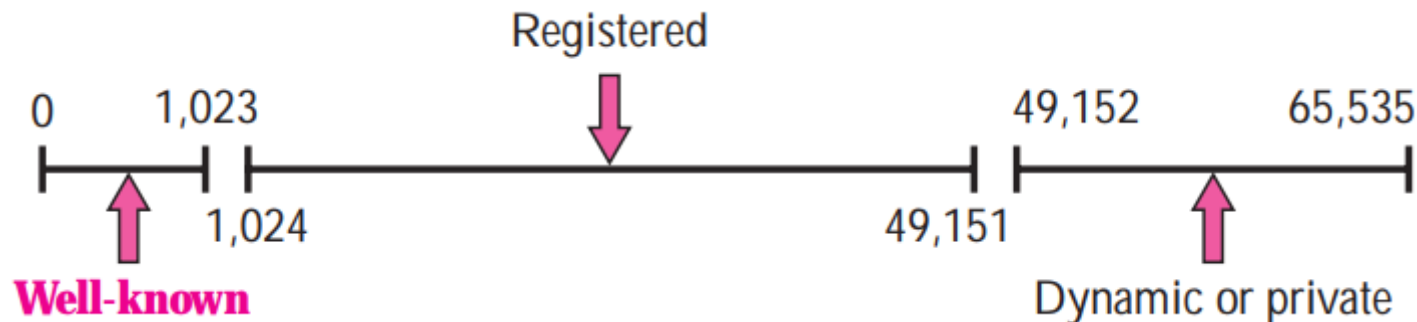 Registered
0 1,023 49,152 65,535
1,024 49,151
Well-known Dynamic or private